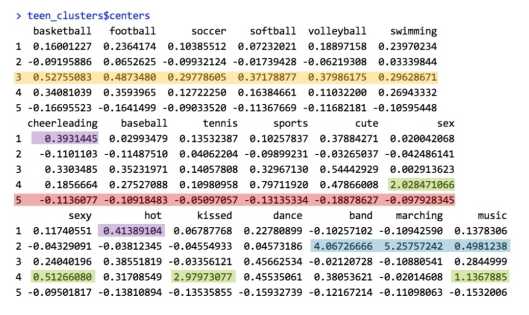 > teen_clusters$centers
basketball football soccer softball volleyball swimming
1 0.16001227 0.2364174 0.10385512 0.07232021 0.18897158 0.23970234
2 -0.09195886 0.0652625 -0.09932124 -0.01739428 -0.06219308 0.03339844
3 0.52755083 0.4873480 0.29778605 0.37178877 0.37986175 0.29628671
4 0.34081039 0.3593965 0.12722250 0.16384661 0.11032200 0.26943332
5 -0.16695523 -0.1641499 -0.09033520 -0.11367669 -0.11682181 -0.10595448
cheerleading baseball tennis sports cute sex
1 0.3931445 0.02993479 0.13532387 0.10257837 0.37884271 0.020042068
2 -0.1101103 -0.11487510 0.04062204 -0.09899231 -0.03265037 -0.042486141
3 0.3303485 0.35231971 0.14057808 0.32967130 0.54442929 0.002913623
4 0.1856664 0.27527088 0.10980958 0.79711920 0.47866008 2.028471066
5 -0.1136077 -0.10918483 -0.05097057 -0.13135334 -0.18878627 -0.097928345
sexy hot kissed dance band marching music
1 0.11740551 0.41389104 0.06787768 0.22780899 -0.10257102 -0.10942590 0.1378306
2 -0.04329091 -0.03812345 -0.04554933 0.04573186 4.06726666 5.25757242 0.4981238
3 0.24040196 0.38551819 -0.03356121 0.45662534 -0.02120728 -0.10880541 0.2844999
4 0.51266080 0.31708549 2.97973077 0.45535061 0.38053621 -0.02014608 1.1367885
5 -0.09501817 -0.13810894 -0.13535855 -0.15932739 -0.12167214 -0.11098063 -0.1532006